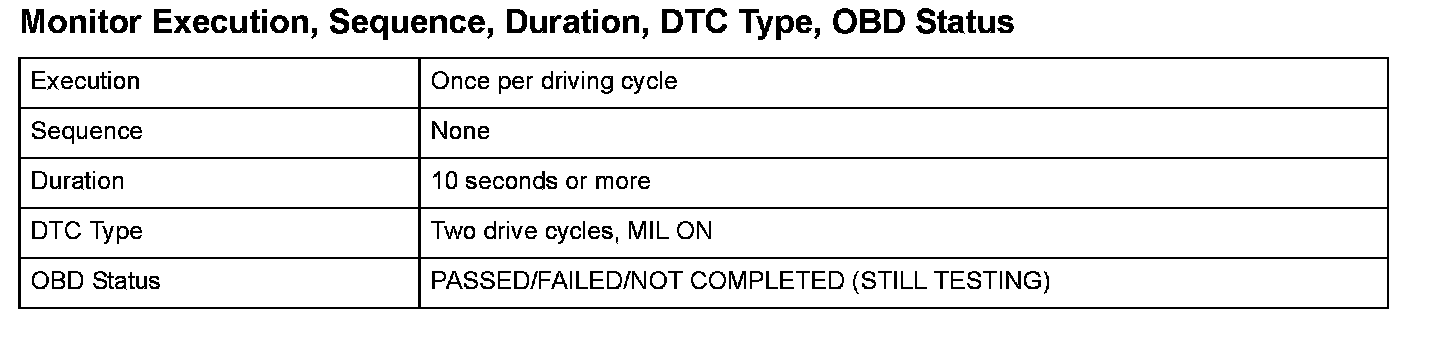 Monitor Execution, Sequence, Duration, DTC Type, OBD Status
Execution Once per driving cycle
Sequence None
Duration 10 seconds or more
DTC Type Two drive cycles, MIL ON
OBD Status PASSED/FAILED/NOT COMPLETED (STILL TESTING)